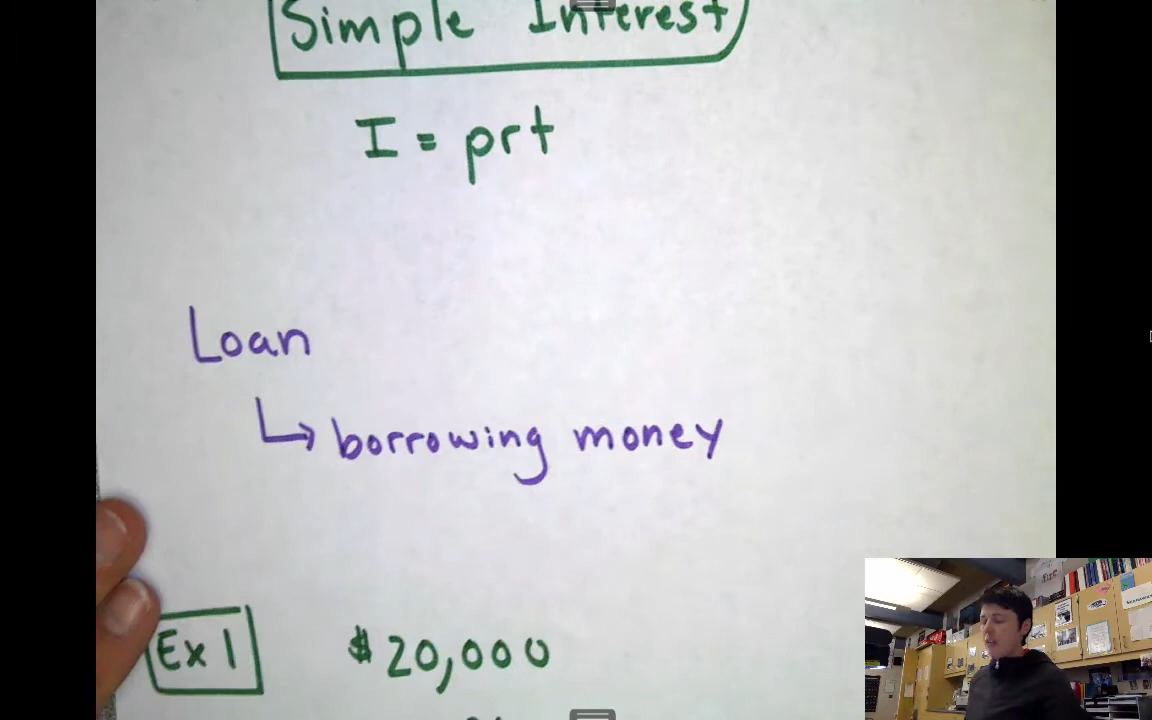 Simple Interest
I = prt
Loan
↳ borrowing money
Ex 1 $20,000